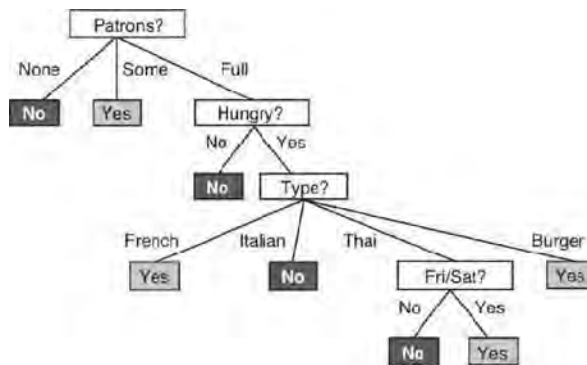 Patrons?
None Some Full
No Yes Hungry?
No Yes
No Type?
French Italian Thai Burger
Yes No Fri/Sat? Yes
No Yes
No Yes